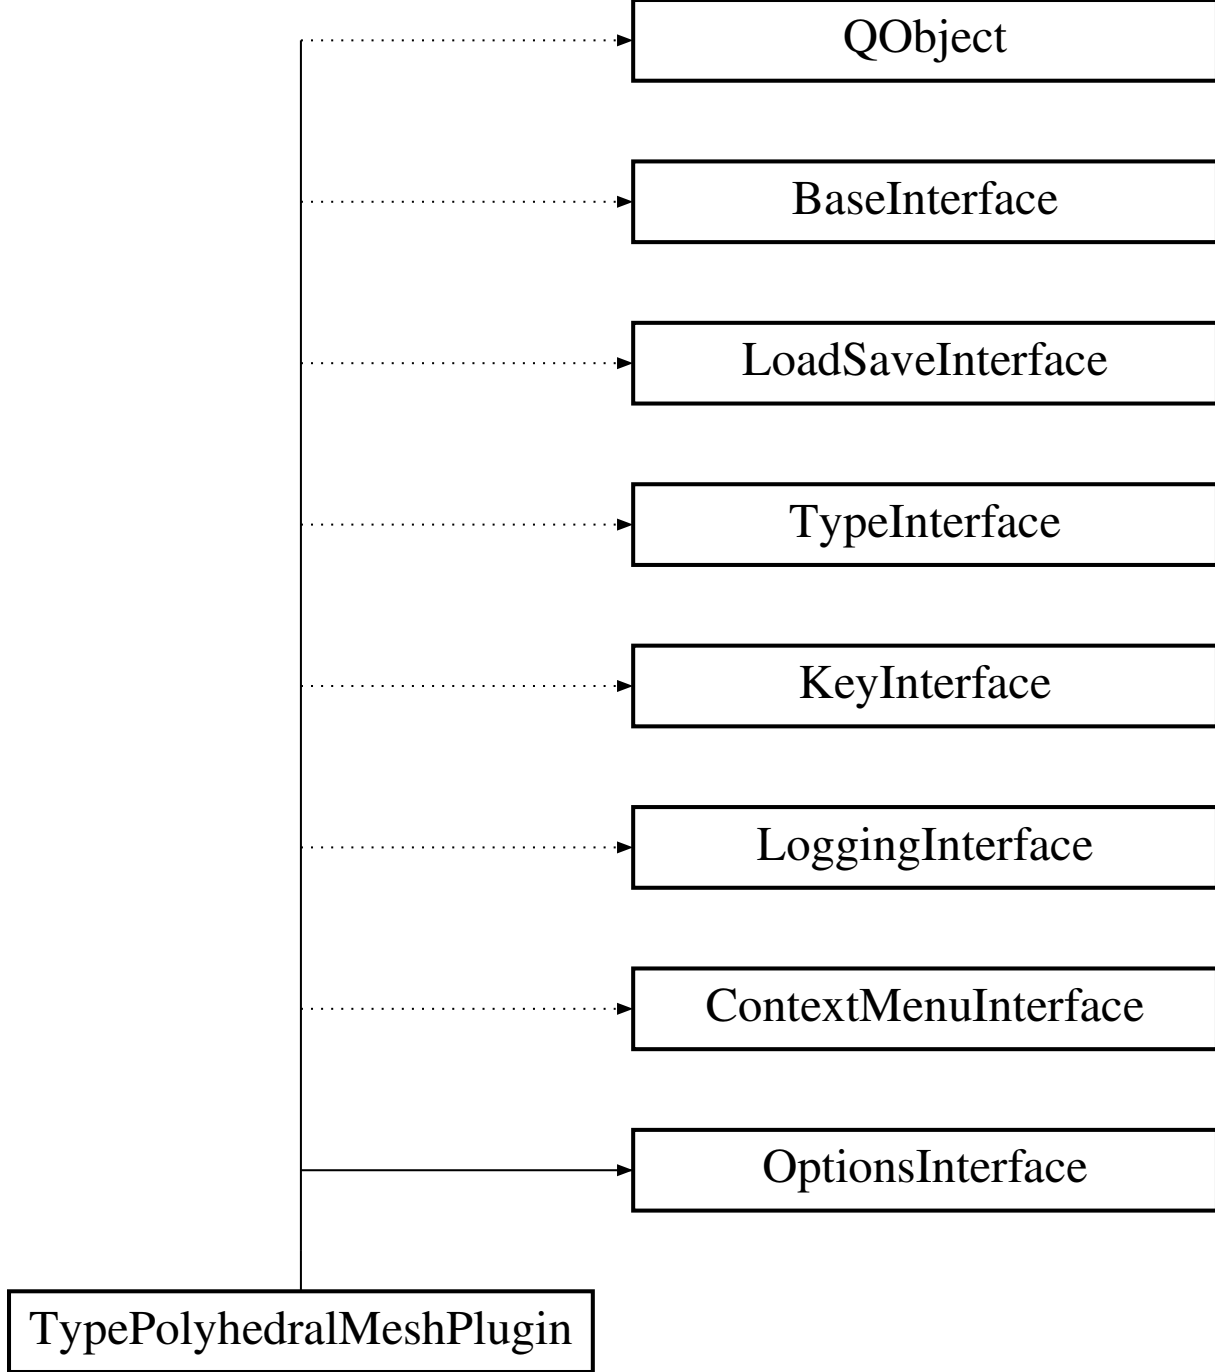 QObject
BaseInterface
LoadSaveInterface
TypeInterface
KeyInterface
LoggingInterface
ContextMenuInterface
OptionsInterface
TypePolyhedralMeshPlugin